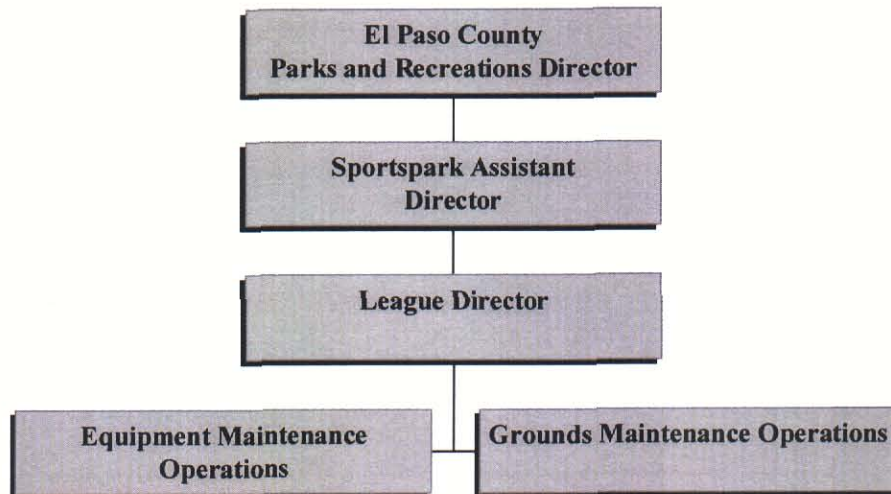 El Paso County
Parks and Recreations Director
Sportspark Assistant
Director
League Director
Equipment Maintenance
Operations
Grounds Maintenance Operations